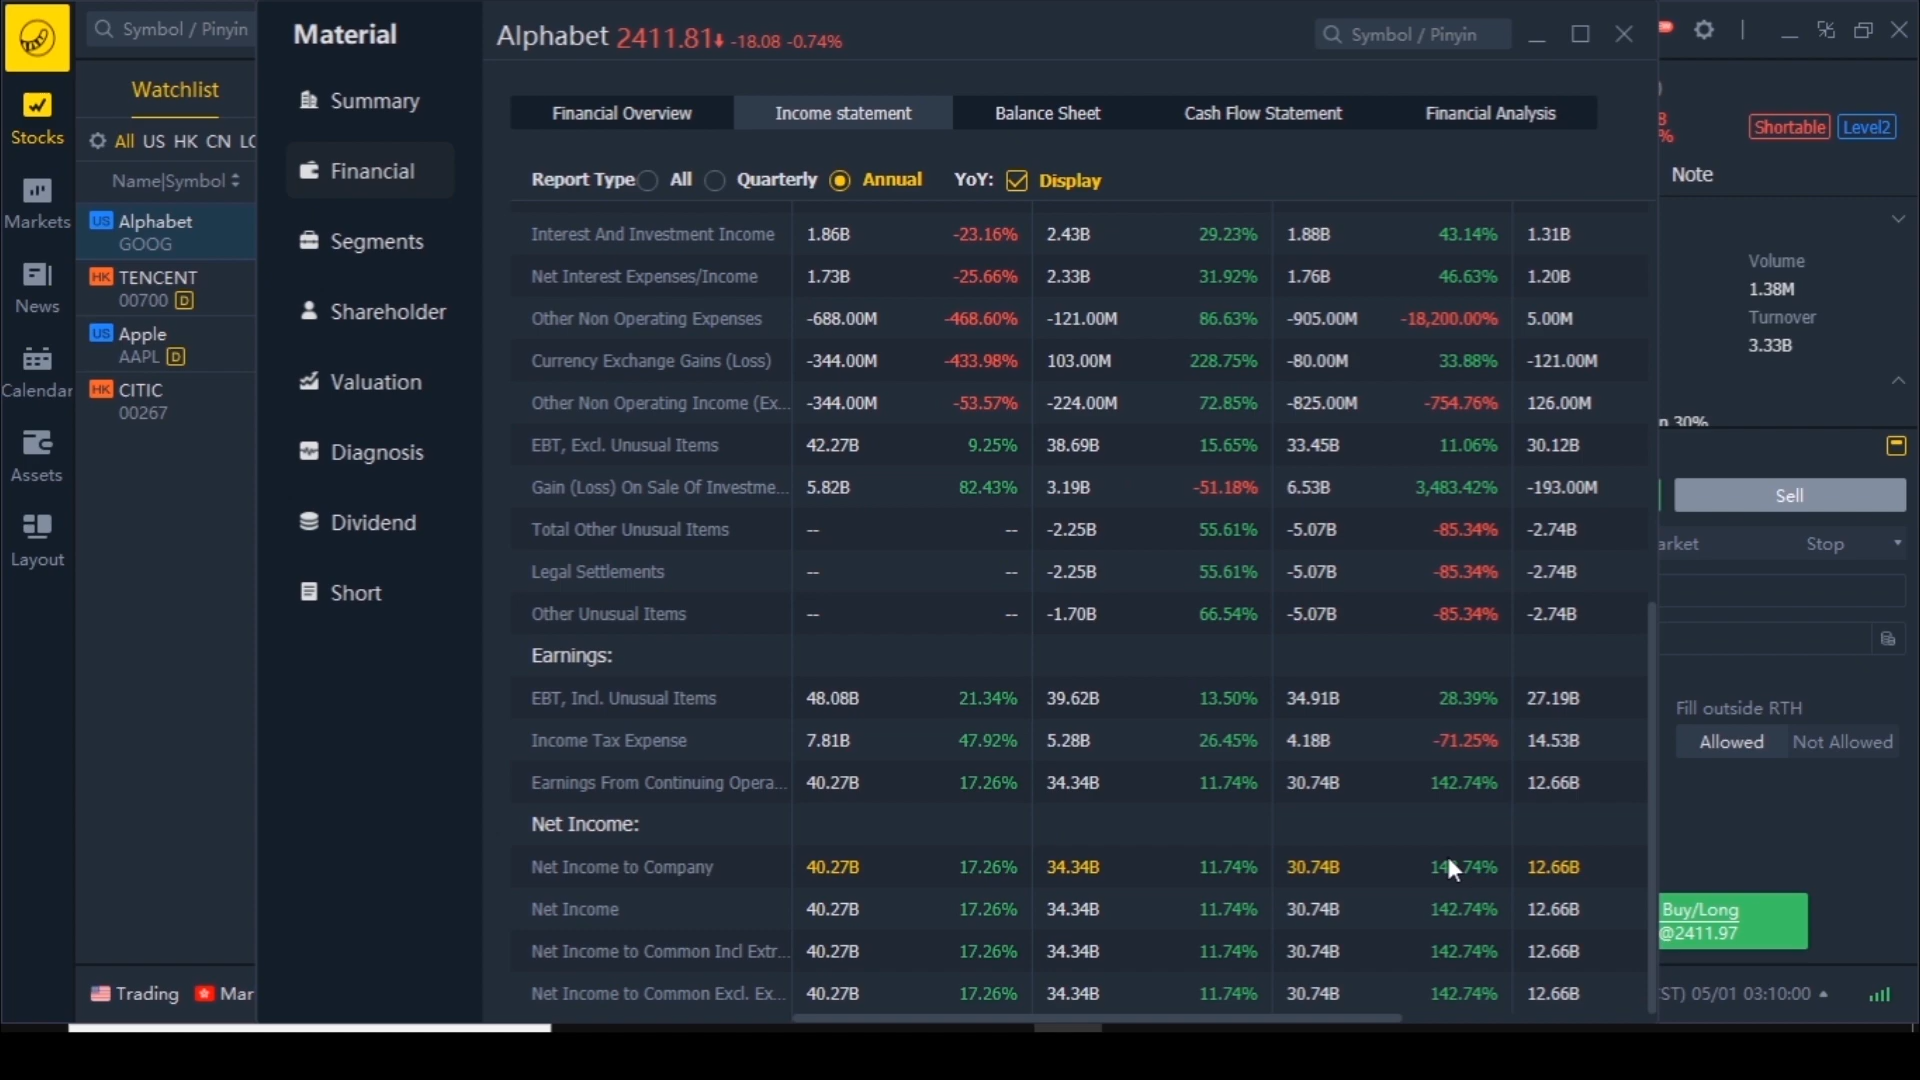 Symbol / Pinyin
Watchlist
All US HK CN
Name|Symbol
US Alphabet
GOOG
HK TENCENT
00700 D
US Apple
AAPL D
HK CITIC
00267
Trading
Mar
Stocks
Markets
News
Calendar
Assets
Layout
Material
Summary
Financial
Segments
Shareholder
Valuation
Diagnosis
Dividend
Short
Alphabet 2411.81 -18.08 -0.74%
Symbol / Pinyin
Financial Overview Income statement Balance Sheet Cash Flow Statement Financial Analysis
Report Type All Quarterly Annual YoY: Display
Interest And Investment Income 1.86B -23.16% 2.43B 29.23% 1.88B 43.14% 1.31B
Net Interest Expenses/Income 1.73B -25.66% 2.33B 31.92% 1.76B 46.63% 1.20B
Other Non Operating Expenses -688.00M -468.60% -121.00M 86.63% -905.00M -18,200.00% 5.00M
Currency Exchange Gains (Loss) -344.00M -433.98% 103.00M 228.75% -80.00M 33.88% -121.00M
Other Non Operating Income (Ex... -344.00M -53.57% -224.00M 72.85% -825.00M -754.76% 126.00M
EBT, Excl. Unusual Items 42.27B 9.25% 38.69B 15.65% 33.45B 11.06% 30.12B
Gain (Loss) On Sale Of Investme... 5.82B 82.43% 3.19B -51.18% 6.53B 3,483.42% -193.00M
Total Other Unusual Items -- -- -2.25B 55.61% -5.07B -85.34% -2.74B
Legal Settlements -- -- -2.25B 55.61% -5.07B -85.34% -2.74B
Other Unusual Items -- -- -1.70B 66.54% -5.07B -85.34% -2.74B
Earnings:
EBT, Incl. Unusual Items 48.08B 21.34% 39.62B 13.50% 34.91B 28.39% 27.19B
Income Tax Expense 7.81B 47.92% 5.28B 26.45% 4.18B -71.25% 14.53B
Earnings From Continuing Opera... 40.27B 17.26% 34.34B 11.74% 30.74B 142.74% 12.66B
Net Income:
Net Income to Company 40.27B 17.26% 34.34B 11.74% 30.74B 142.74% 12.66B
Net Income 40.27B 17.26% 34.34B 11.74% 30.74B 142.74% 12.66B
Net Income to Common Incl Extr... 40.27B 17.26% 34.34B 11.74% 30.74B 142.74% 12.66B
Net Income to Common Excl. Ex... 40.27B 17.26% 34.34B 11.74% 30.74B 142.74% 12.66B
Shortable Level2
Note
Volume
1.38M
Turnover
3.33B
n 30%
Sell
arket Stop
Fill outside RTH
Allowed Not Allowed
Buy/Long
@2411.97
ST) 05/01 03:10:00